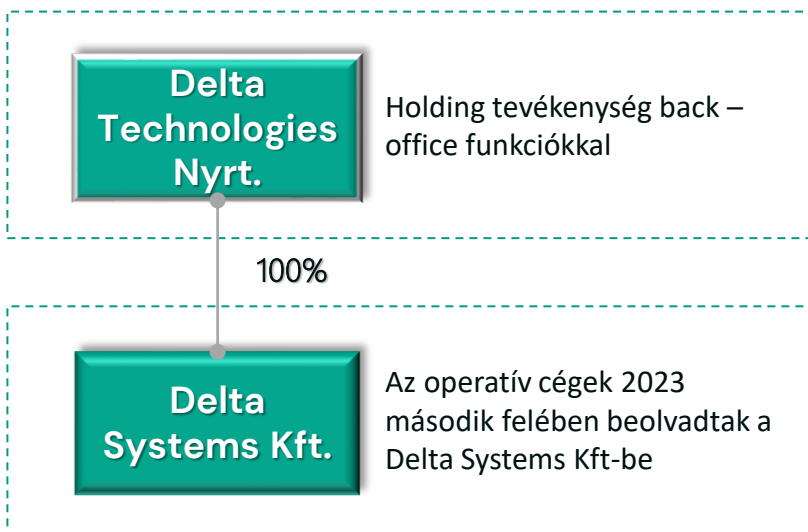 Delta
Technologies
Nyrt.
Holding tevékenység back –
office funkciókkal
100%
Delta
Systems Kft.
Az operatív cégek 2023
második felében beolvadtak a
Delta Systems Kft-be